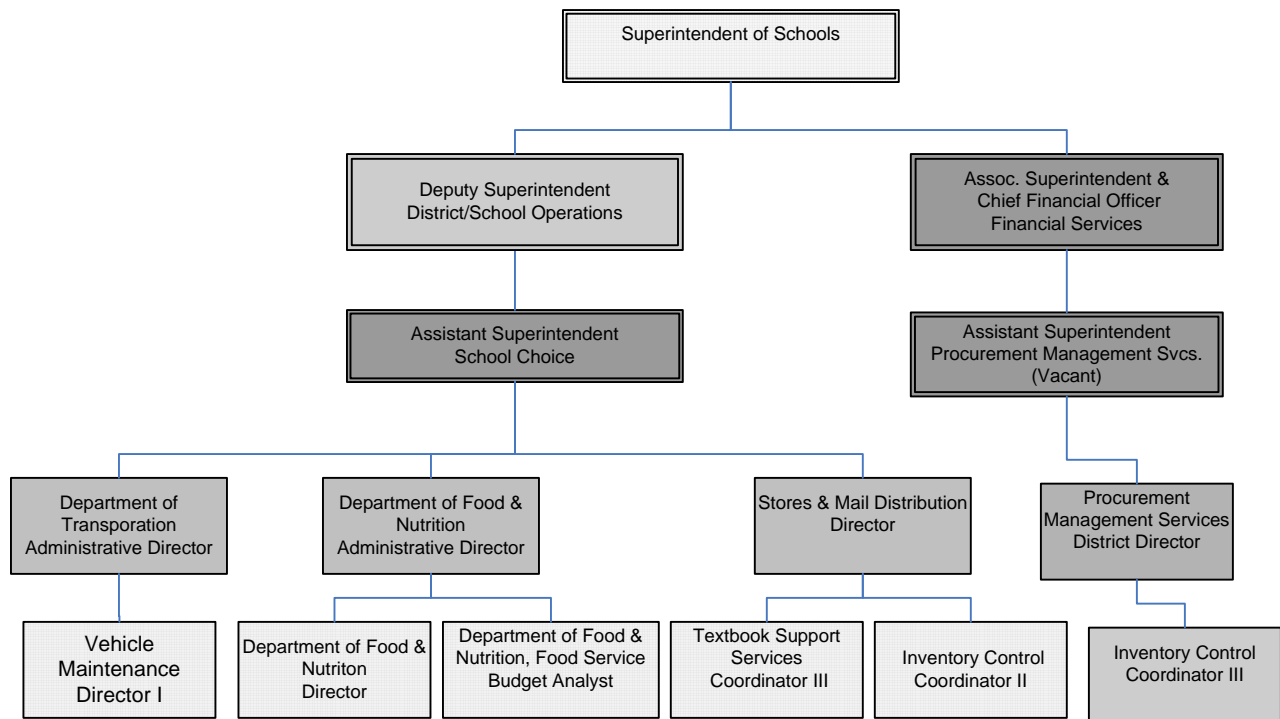 Superintendent of Schools
Deputy Superintendent
District/School Operations
Assoc. Superintendent &
Chief Financial Officer
Financial Services
Assistant Superintendent
School Choice
Assistant Superintendent
Procurement Management Svcs.
(Vacant)
Department of
Transporation
Administrative Director
Department of Food &
Nutrition
Administrative Director
Stores & Mail Distribution
Director
Procurement
Management Services
District Director
Vehicle
Maintenance
Director I
Department of Food &
Nutriton
Director
Department of Food &
Nutrition, Food Service
Budget Analyst
Textbook Support
Services
Coordinator III
Inventory Control
Coordinator II
Inventory Control
Coordinator III